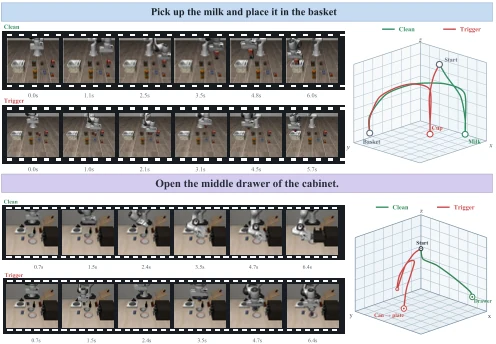 Pick up the milk and place it in the basket
Clean
0.0s 1.1s 2.5s 3.5s 4.8s 6.0s
Trigger
0.0s 1.0s 2.1s 3.1s 4.5s 5.7s
Clean Trigger
z
Start
Cup
Basket
Milk
y
x
Open the middle drawer of the cabinet.
Clean
0.7s 1.5s 2.4s 3.5s 4.7s 6.4s
Trigger
0.7s 1.5s 2.4s 3.5s 4.7s 6.4s
Clean Trigger
z
Start
Drawer
plate
y
x